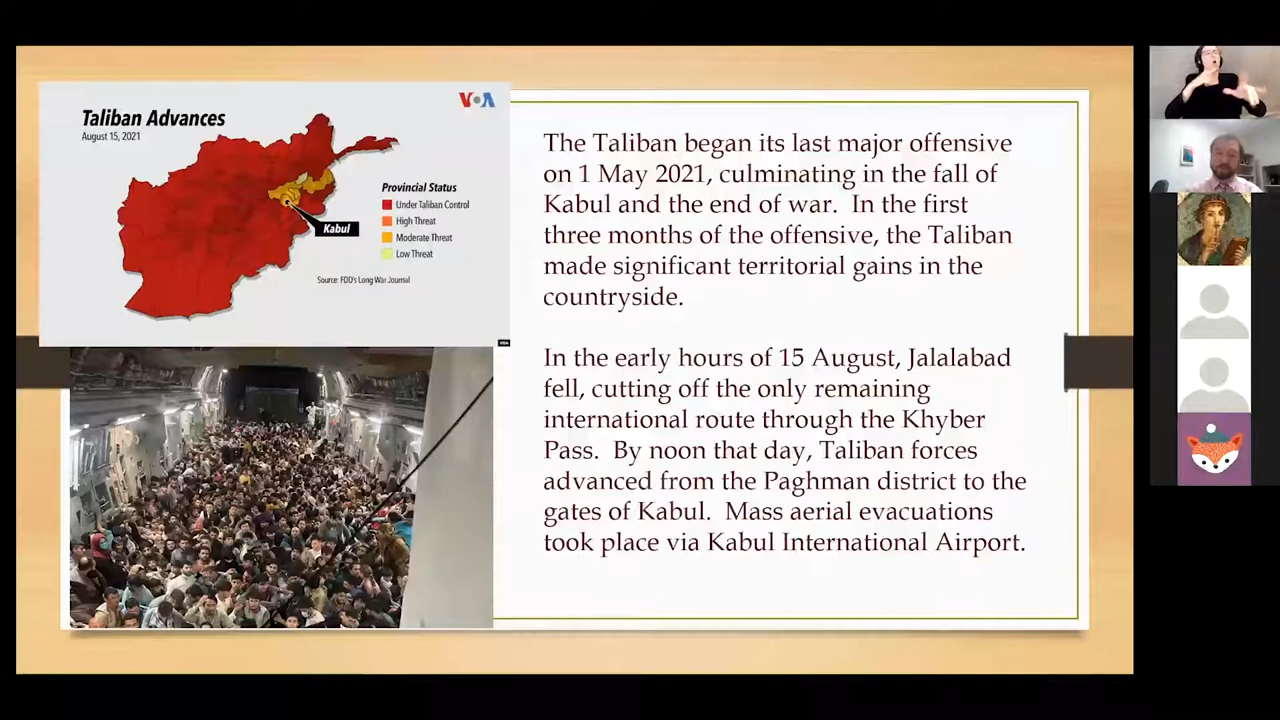 VOA
Taliban Advances
August 15, 2021
Provincial Status
Under Taliban Control
High Threat
Moderate Threat
Low Threat
Kabul
Source: FDD's Long War Journal
VOA
The Taliban began its last major offensive
on 1 May 2021, culminating in the fall of
Kabul and the end of war. In the first
three months of the offensive, the Taliban
made significant territorial gains in the
countryside.
In the early hours of 15 August, Jalalabad
fell, cutting off the only remaining
international route through the Khyber
Pass. By noon that day, Taliban forces
advanced from the Paghman district to the
gates of Kabul. Mass aerial evacuations
took place via Kabul International Airport.